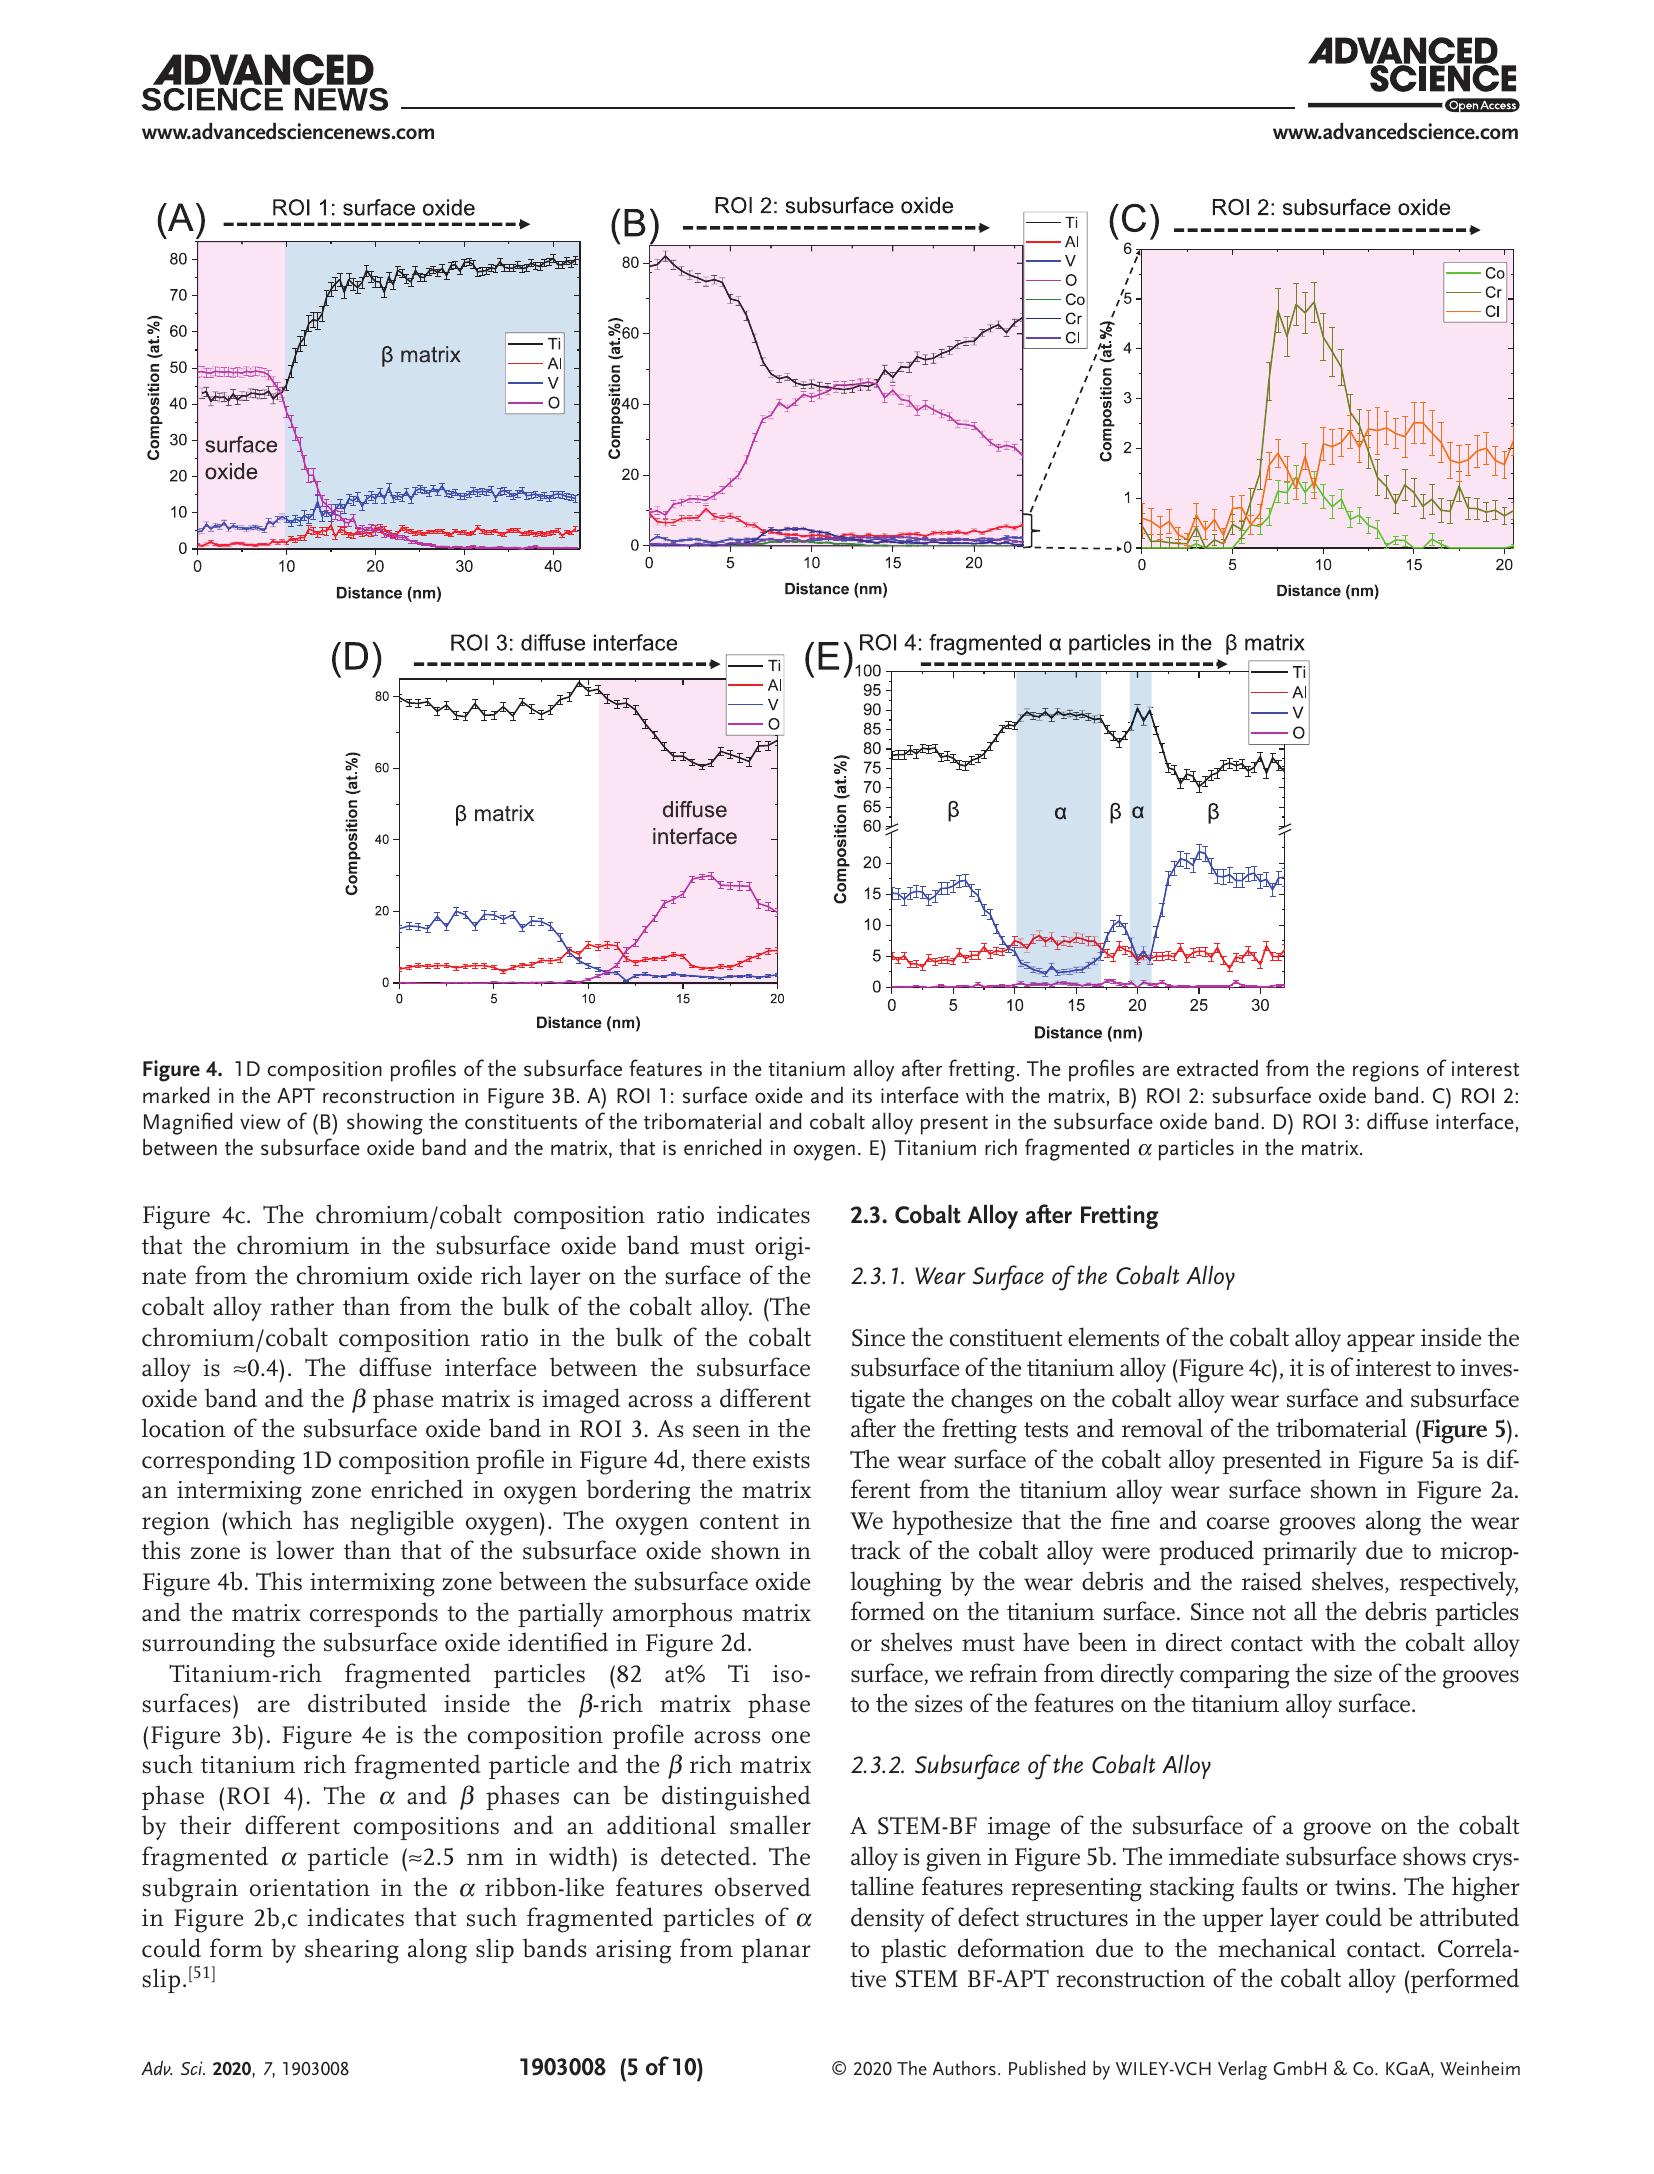 ADVANCED
SCIENCE NEWS
www.advancedsciencenews.com
ADVANCED
SCIENCE
Open Access
www.advancedscience.com
(A)
ROI 1: surface oxide
80
70
60
50
40
30
20
10
0
0 10 20 30 40
Composition (at.%)
Distance (nm)
surface
oxide
β matrix
Ti
Al
V
O
(B)
ROI 2: subsurface oxide
80
60
40
20
0
0 5 10 15 20
Composition (at.%)
Distance (nm)
Ti
Al
V
O
Co
Cr
Cl
(C)
ROI 2: subsurface oxide
6
5
4
3
2
1
0
0 5 10 15 20
Composition (at.%)
Distance (nm)
Co
Cr
Cl
(D)
ROI 3: diffuse interface
80
60
40
20
0
0 5 10 15 20
Composition (at.%)
Distance (nm)
β matrix
diffuse
interface
Ti
Al
V
O
(E)
ROI 4: fragmented α particles in the β matrix
100
95
90
85
80
75
70
65
60
20
15
10
5
0
0 5 10 15 20 25 30
Composition (at.%)
Distance (nm)
β α β α β
Ti
Al
V
O
Figure 4. 1D composition profiles of the subsurface features in the titanium alloy after fretting. The profiles are extracted from the regions of interest
marked in the APT reconstruction in Figure 3B. A) ROI 1: surface oxide and its interface with the matrix, B) ROI 2: subsurface oxide band. C) ROI 2:
Magnified view of (B) showing the constituents of the tribomaterial and cobalt alloy present in the subsurface oxide band. D) ROI 3: diffuse interface,
between the subsurface oxide band and the matrix, that is enriched in oxygen. E) Titanium rich fragmented α particles in the matrix.
Figure 4c. The chromium/cobalt composition ratio indicates
that the chromium in the subsurface oxide band must origi-
nate from the chromium oxide rich layer on the surface of the
cobalt alloy rather than from the bulk of the cobalt alloy. (The
chromium/cobalt composition ratio in the bulk of the cobalt
alloy is ≈0.4). The diffuse interface between the subsurface
oxide band and the β phase matrix is imaged across a different
location of the subsurface oxide band in ROI 3. As seen in the
corresponding 1D composition profile in Figure 4d, there exists
an intermixing zone enriched in oxygen bordering the matrix
region (which has negligible oxygen). The oxygen content in
this zone is lower than that of the subsurface oxide shown in
Figure 4b. This intermixing zone between the subsurface oxide
and the matrix corresponds to the partially amorphous matrix
surrounding the subsurface oxide identified in Figure 2d.
Titanium-rich fragmented particles (82 at% Ti iso-
surfaces) are distributed inside the β-rich matrix phase
(Figure 3b). Figure 4e is the composition profile across one
such titanium rich fragmented particle and the β rich matrix
phase (ROI 4). The α and β phases can be distinguished
by their different compositions and an additional smaller
fragmented α particle (≈2.5 nm in width) is detected. The
subgrain orientation in the α ribbon-like features observed
in Figure 2b,c indicates that such fragmented particles of α
could form by shearing along slip bands arising from planar
slip.[51]
2.3. Cobalt Alloy after Fretting
2.3.1. Wear Surface of the Cobalt Alloy
Since the constituent elements of the cobalt alloy appear inside the
subsurface of the titanium alloy (Figure 4c), it is of interest to inves-
tigate the changes on the cobalt alloy wear surface and subsurface
after the fretting tests and removal of the tribomaterial (Figure 5).
The wear surface of the cobalt alloy presented in Figure 5a is dif-
ferent from the titanium alloy wear surface shown in Figure 2a.
We hypothesize that the fine and coarse grooves along the wear
track of the cobalt alloy were produced primarily due to microp-
loughing by the wear debris and the raised shelves, respectively,
formed on the titanium surface. Since not all the debris particles
or shelves must have been in direct contact with the cobalt alloy
surface, we refrain from directly comparing the size of the grooves
to the sizes of the features on the titanium alloy surface.
2.3.2. Subsurface of the Cobalt Alloy
A STEM-BF image of the subsurface of a groove on the cobalt
alloy is given in Figure 5b. The immediate subsurface shows crys-
talline features representing stacking faults or twins. The higher
density of defect structures in the upper layer could be attributed
to plastic deformation due to the mechanical contact. Correla-
tive STEM BF-APT reconstruction of the cobalt alloy (performed
Adv. Sci. 2020, 7, 1903008
1903008 (5 of 10)
© 2020 The Authors. Published by WILEY-VCH Verlag GmbH & Co. KGaA, Weinheim